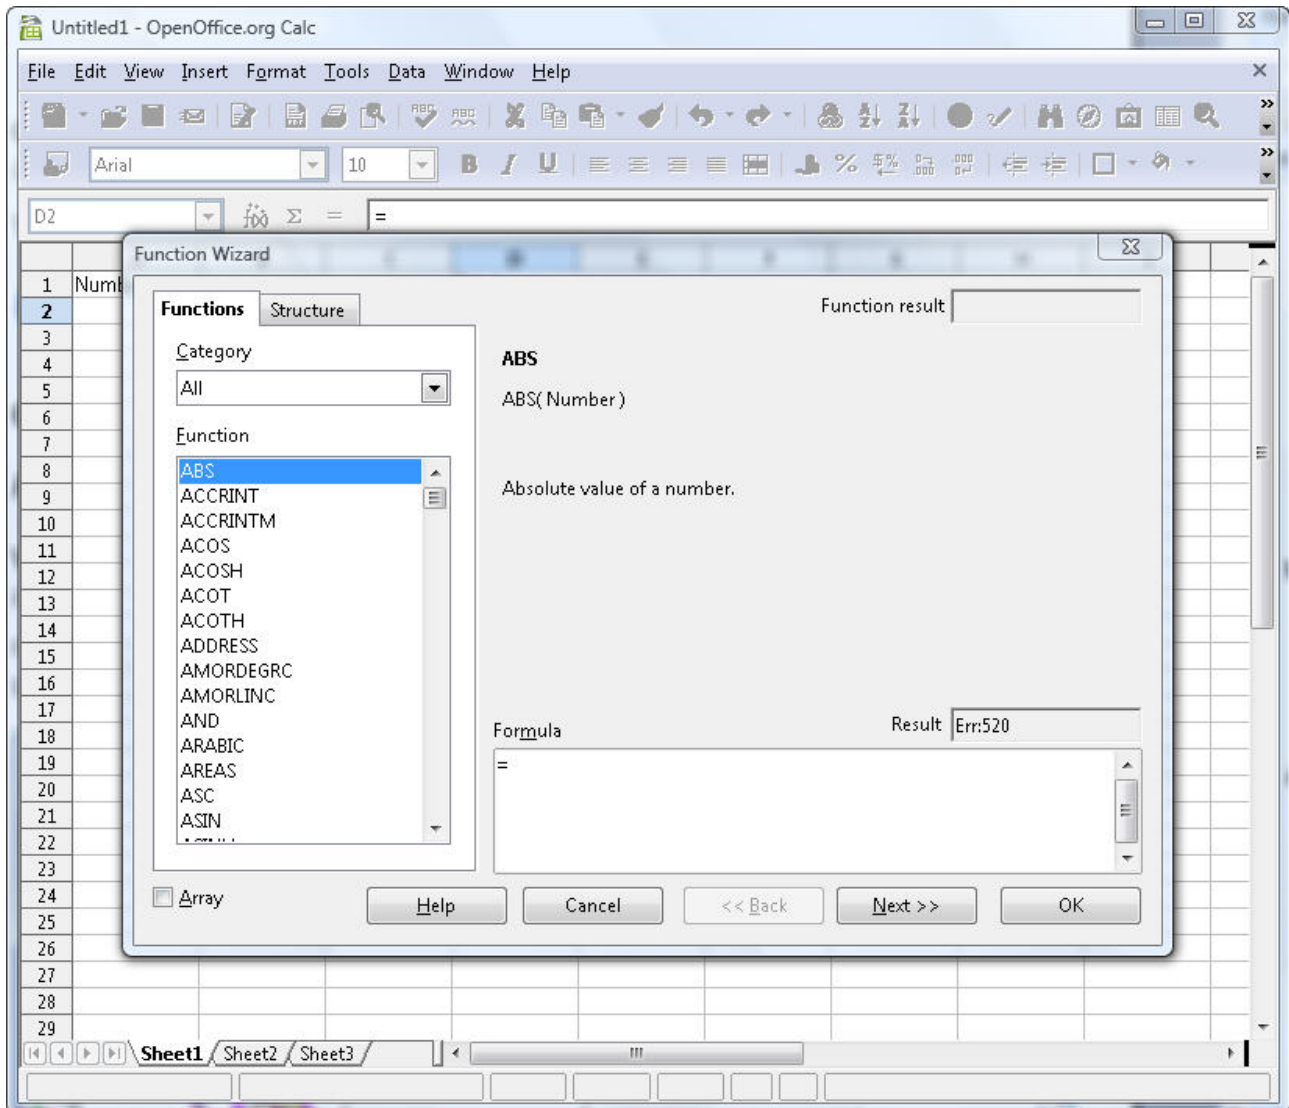 Untitled1 - OpenOffice.org Calc
File Edit View Insert Format Tools Data Window Help
Arial 10
D2 =
Function Wizard
1 Numb
2
3
4
5
6
7
8
9
10
11
12
13
14
15
16
17
18
19
20
21
22
23
24
25
26
27
28
29
Functions Structure
Function result
Category
All
Function
ABS
ACCRINT
ACCRINTM
ACOS
ACOSH
ACOT
ACOTH
ADDRESS
AMORDEGRC
AMORLINC
AND
ARABIC
AREAS
ASC
ASIN
ABS
ABS( Number )
Absolute value of a number.
Formula Result Err:520
=
Array Help Cancel << Back Next >> OK
Sheet1 Sheet2 Sheet3